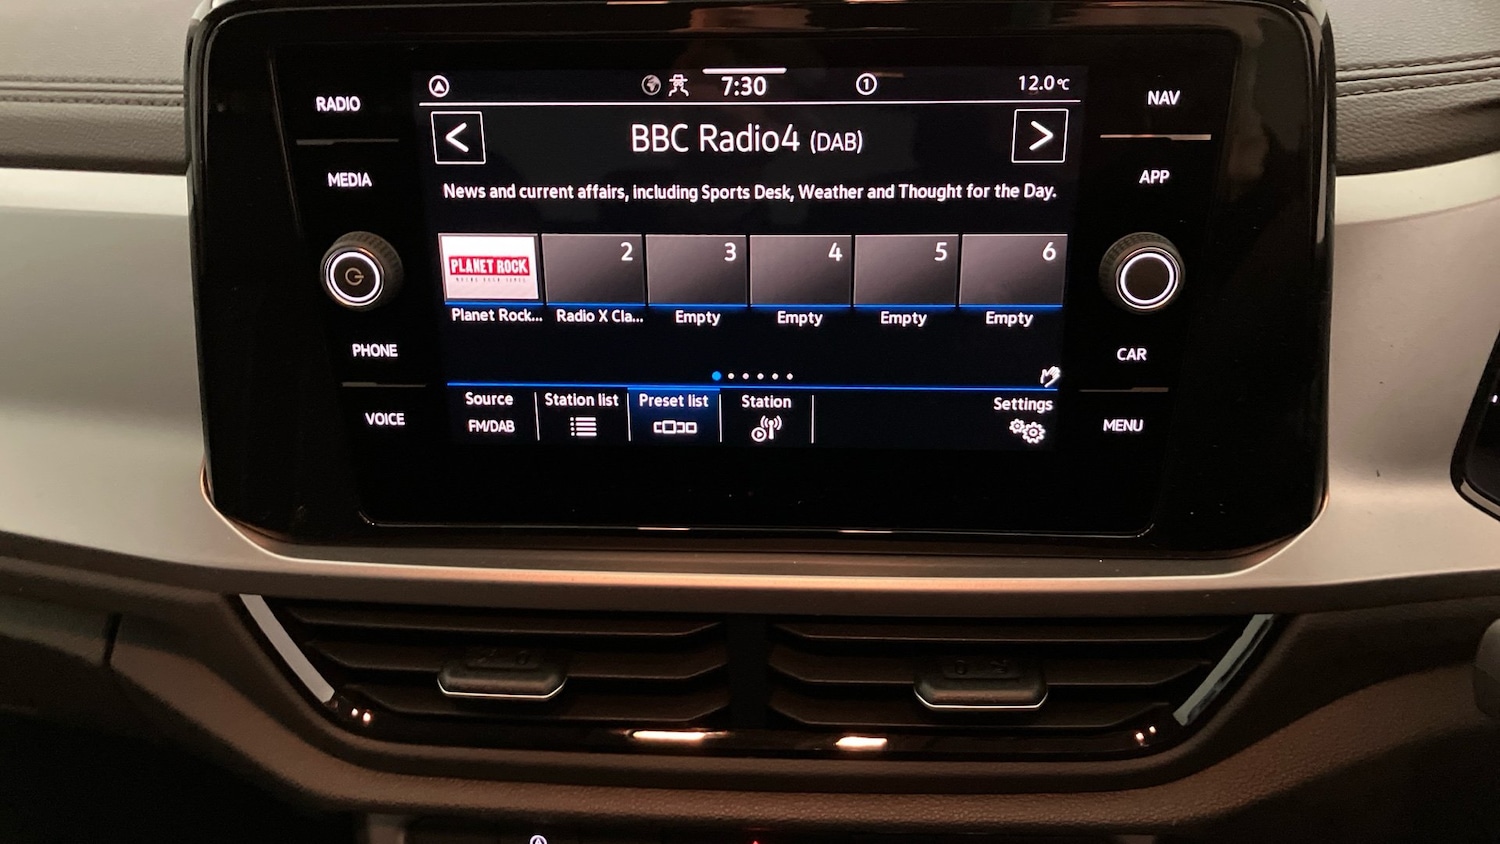 RADIO
MEDIA
PHONE
VOICE
7:30
1
12.0°C
BBC Radio4 (DAB)
News and current affairs, including Sports Desk, Weather and Thought for the Day.
PLANET ROCK
2
3
4
5
6
Planet Rock...
Radio X Cla...
Empty
Empty
Empty
Empty
Source
FM/DAB
Station list
Preset list
Station
Settings
NAV
APP
CAR
MENU